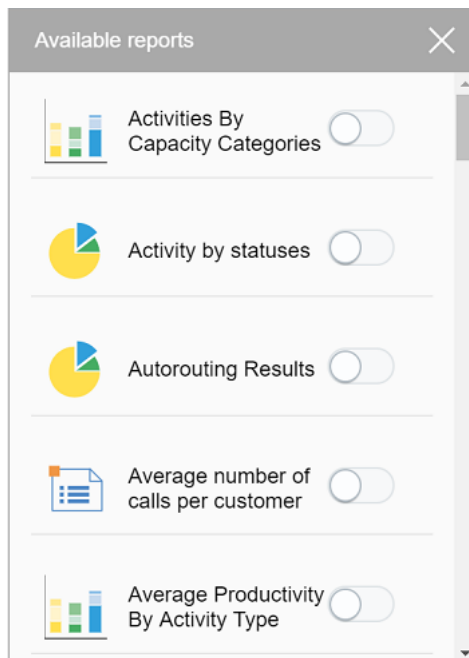 Available reports
Activities By
Capacity Categories
Activity by statuses
Autorouting Results
Average number of
calls per customer
Average Productivity
By Activity Type